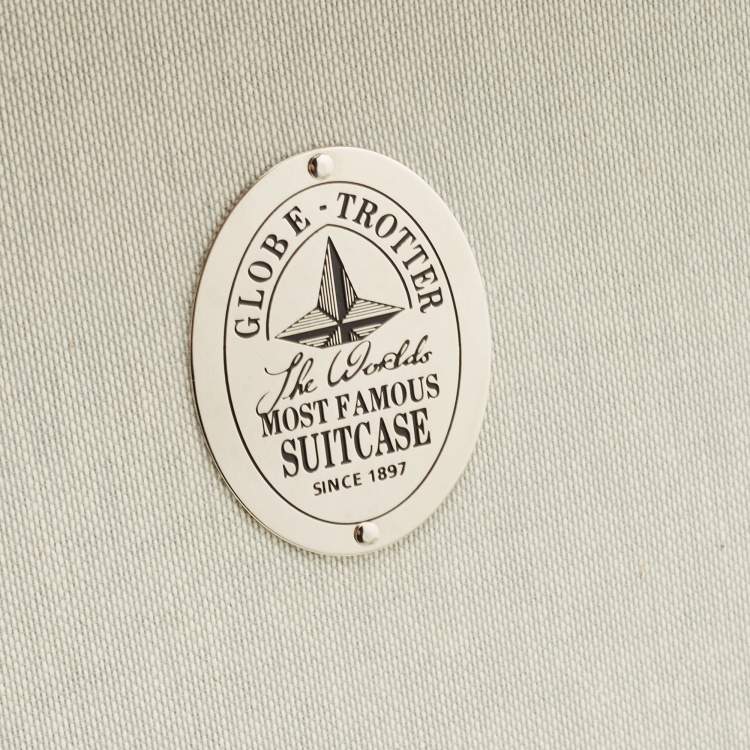 GLOBE - TROTTER
The Worlds
MOST FAMOUS
SUITCASE
SINCE 1897